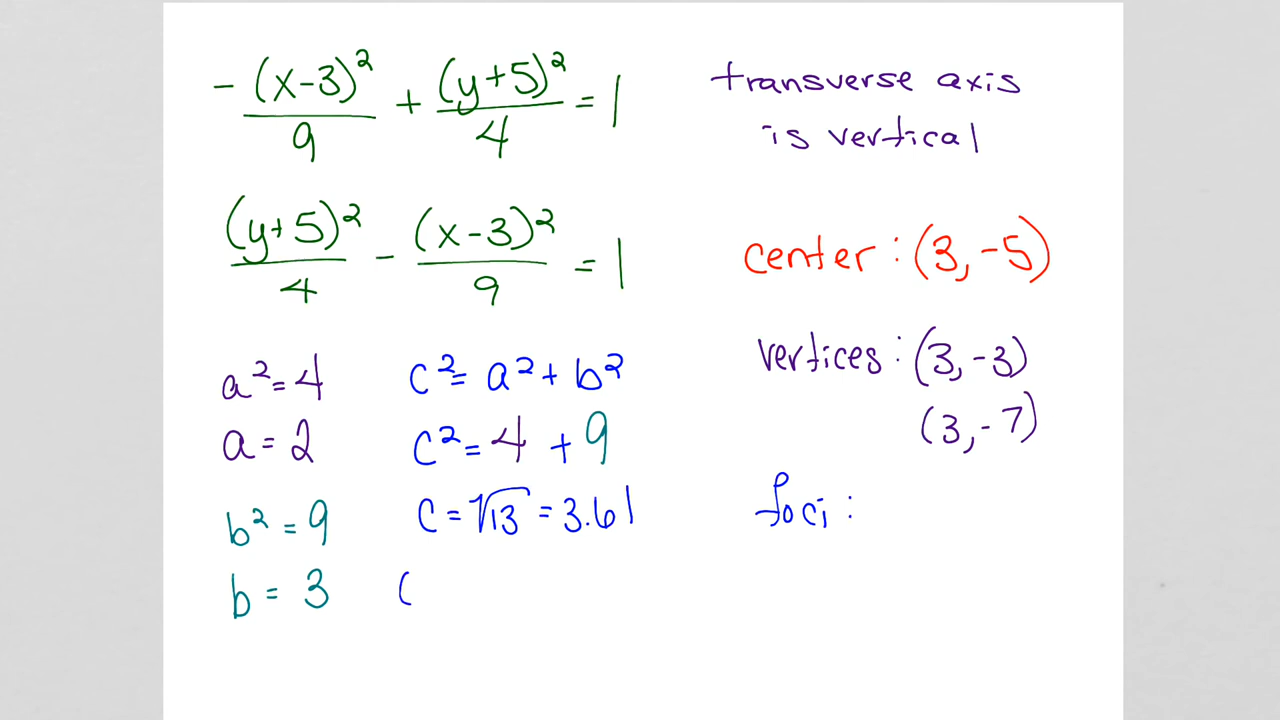 -(x-3)²/9 + (y+5)²/4 = 1
(y+5)²/4 - (x-3)²/9 = 1
a² = 4
a = 2
b² = 9
b = 3
c² = a² + b²
c² = 4 + 9
c = √13 = 3.61
(
transverse axis
is vertical
center : (3, -5)
vertices : (3, -3)
(3, -7)
foci :